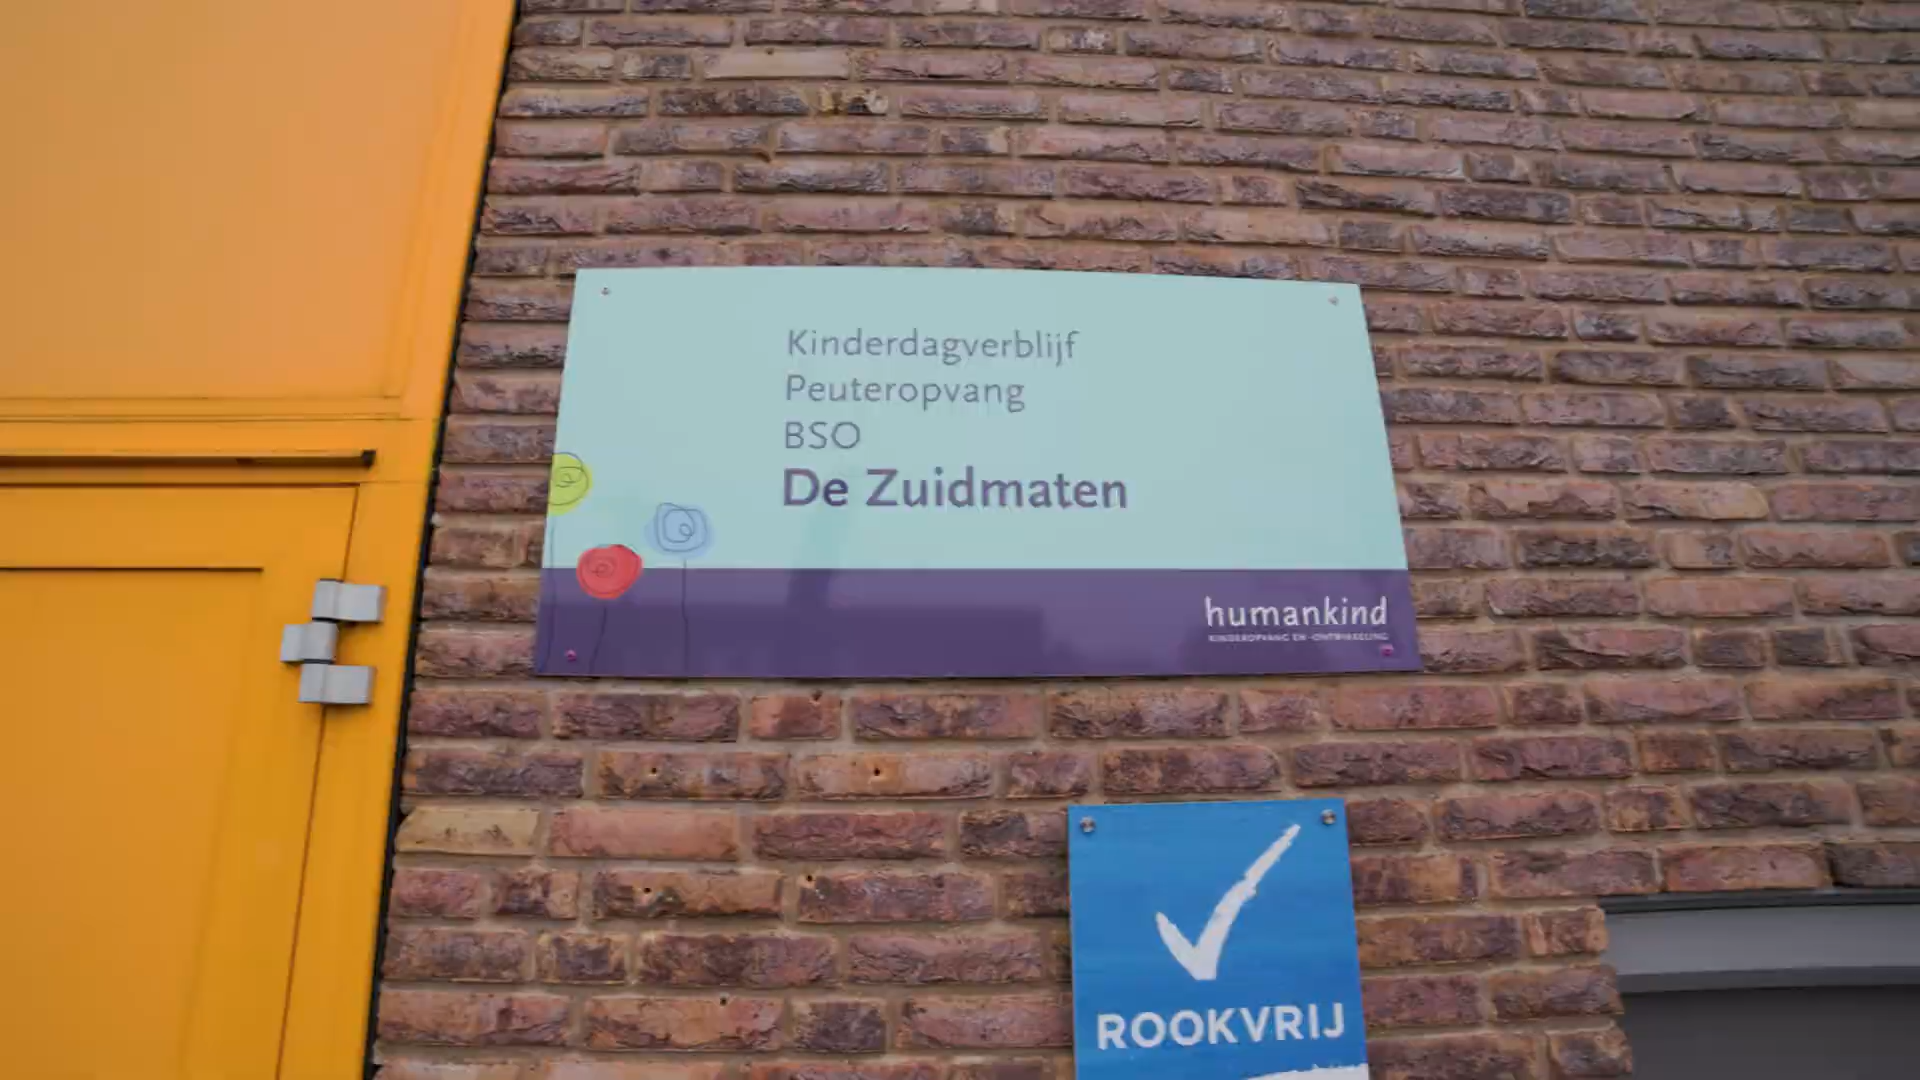 Kinderdagverblijf
Peuteropvang
BSO
De Zuidmaten
humankind
KINDEROPVANG EN -ONTWIKKELING
ROOKVRIJ